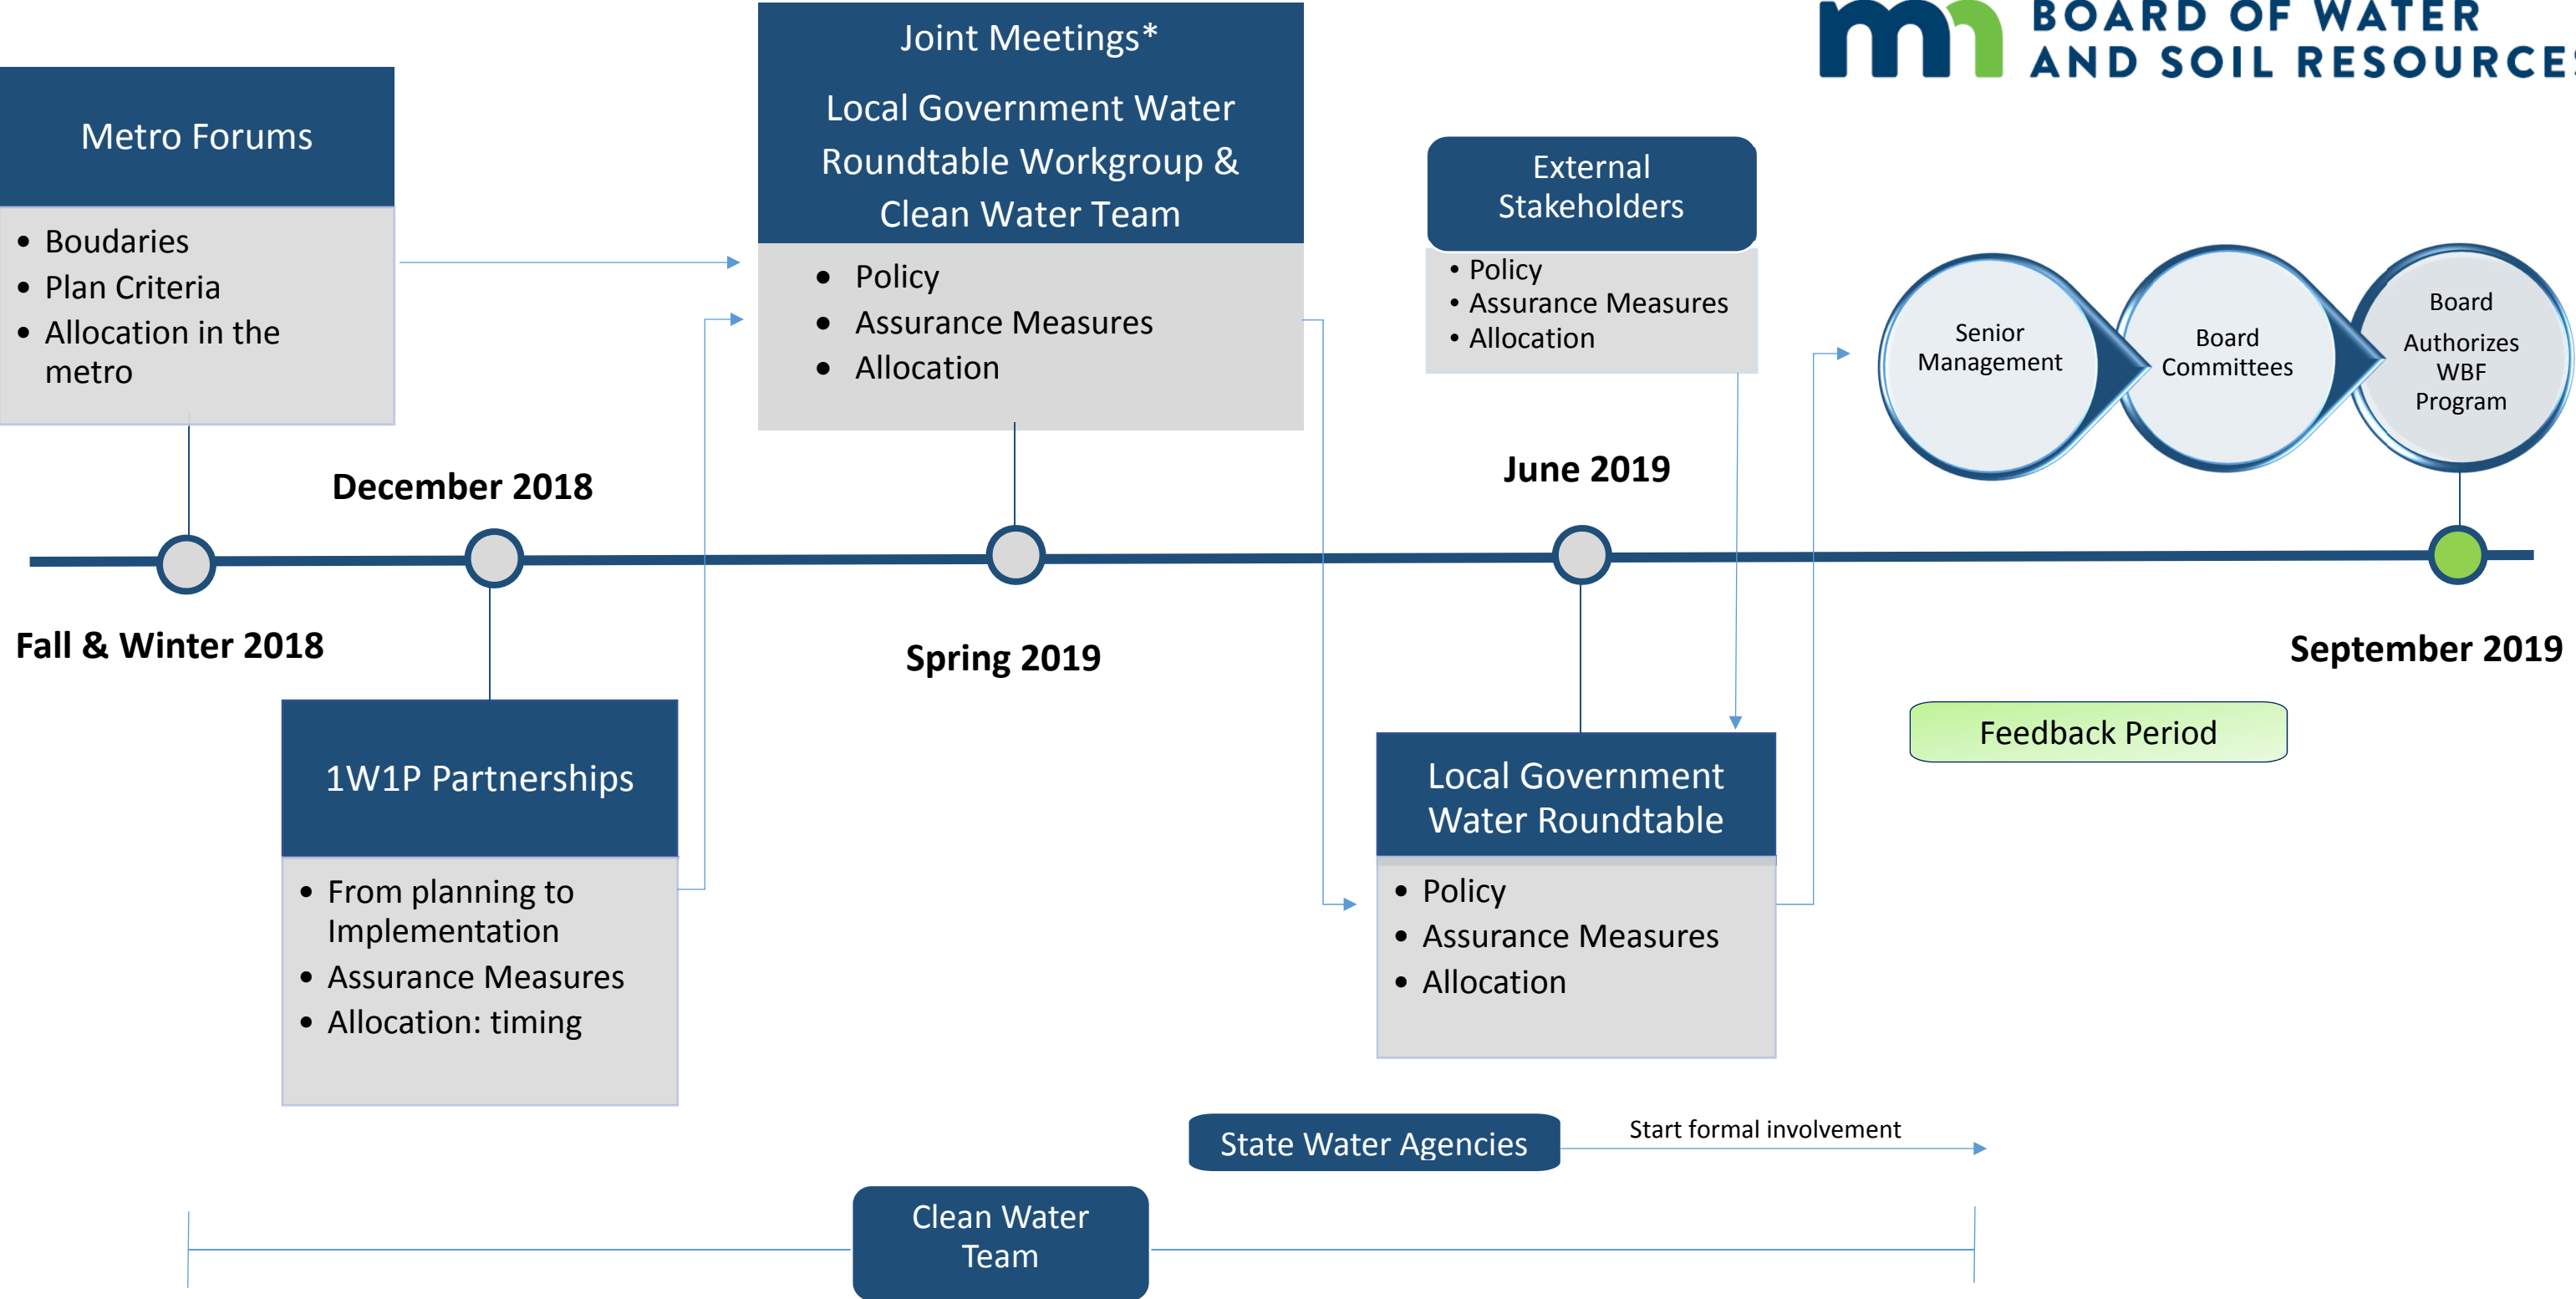 BOARD OF WATER
AND SOIL RESOURCES
Metro Forums
• Boudaries
• Plan Criteria
• Allocation in the
metro
Joint Meetings*
Local Government Water
Roundtable Workgroup &
Clean Water Team
• Policy
• Assurance Measures
• Allocation
External
Stakeholders
• Policy
• Assurance Measures
• Allocation
Senior
Management
Board
Committees
Board
Authorizes
WBF
Program
December 2018
June 2019
Fall & Winter 2018
Spring 2019
September 2019
1W1P Partnerships
• From planning to
Implementation
• Assurance Measures
• Allocation: timing
Local Government
Water Roundtable
• Policy
• Assurance Measures
• Allocation
Feedback Period
State Water Agencies
Start formal involvement
Clean Water
Team